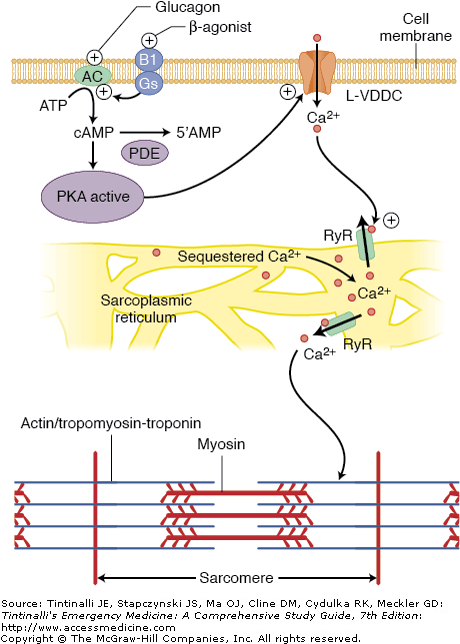 Glucagon
β-agonist
Cell
membrane
B1
AC
Gs
ATP
L-VDDC
Ca2+
cAMP
5'AMP
PDE
PKA active
RyR
Sequestered Ca2+
Ca2+
Sarcoplasmic
reticulum
RyR
Ca2+
Actin/tropomyosin-troponin
Myosin
Sarcomere
Source: Tintinalli JE, Stapczynski JS, Ma OJ, Cline DM, Cydulka RK, Meckler GD:
Tintinalli's Emergency Medicine: A Comprehensive Study Guide, 7th Edition:
http://www.accessmedicine.com
Copyright © The McGraw-Hill Companies, Inc. All rights reserved.